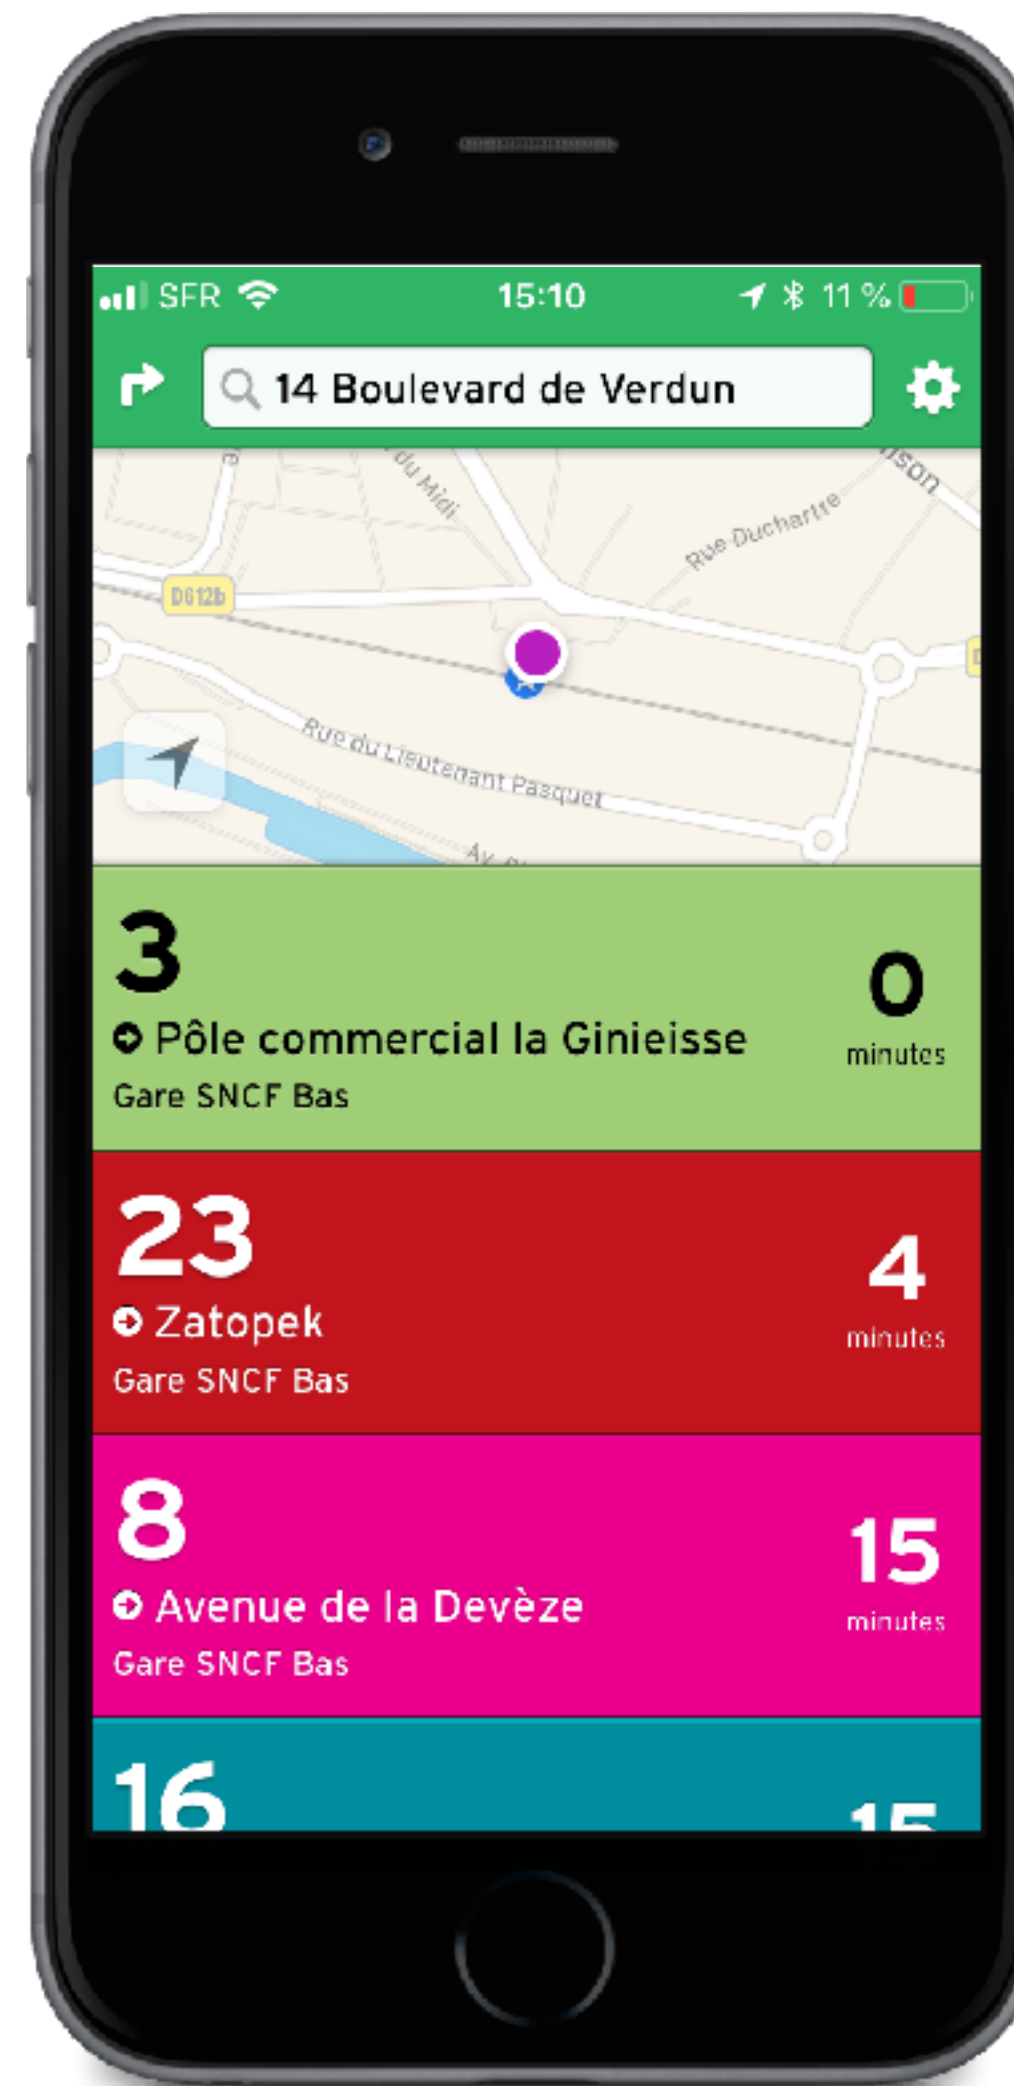 SFR 15:10 11 %
14 Boulevard de Verdun
du Midi
Rue Duchartre
D612b
Rue du Lieutenant Pasquet
Av.
3
Pôle commercial la Ginieisse
Gare SNCF Bas
0
minutes
23
Zatopek
Gare SNCF Bas
4
minutes
8
Avenue de la Devèze
Gare SNCF Bas
15
minutes
16
15